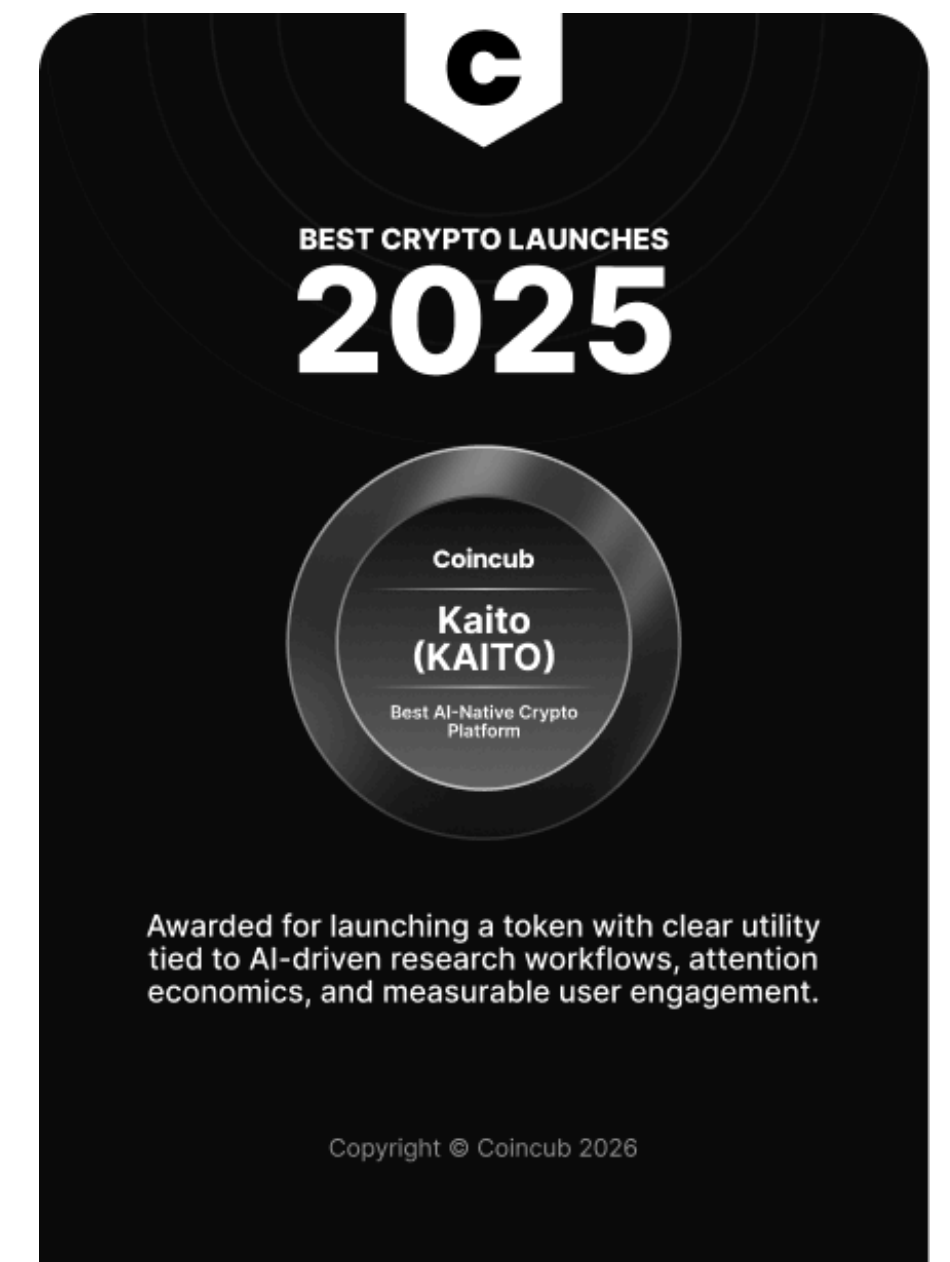 C
BEST CRYPTO LAUNCHES
2025
Coincub
Kaito
(KAITO)
Best AI-Native Crypto
Platform
Awarded for launching a token with clear utility
tied to AI-driven research workflows, attention
economics, and measurable user engagement.
Copyright © Coincub 2026